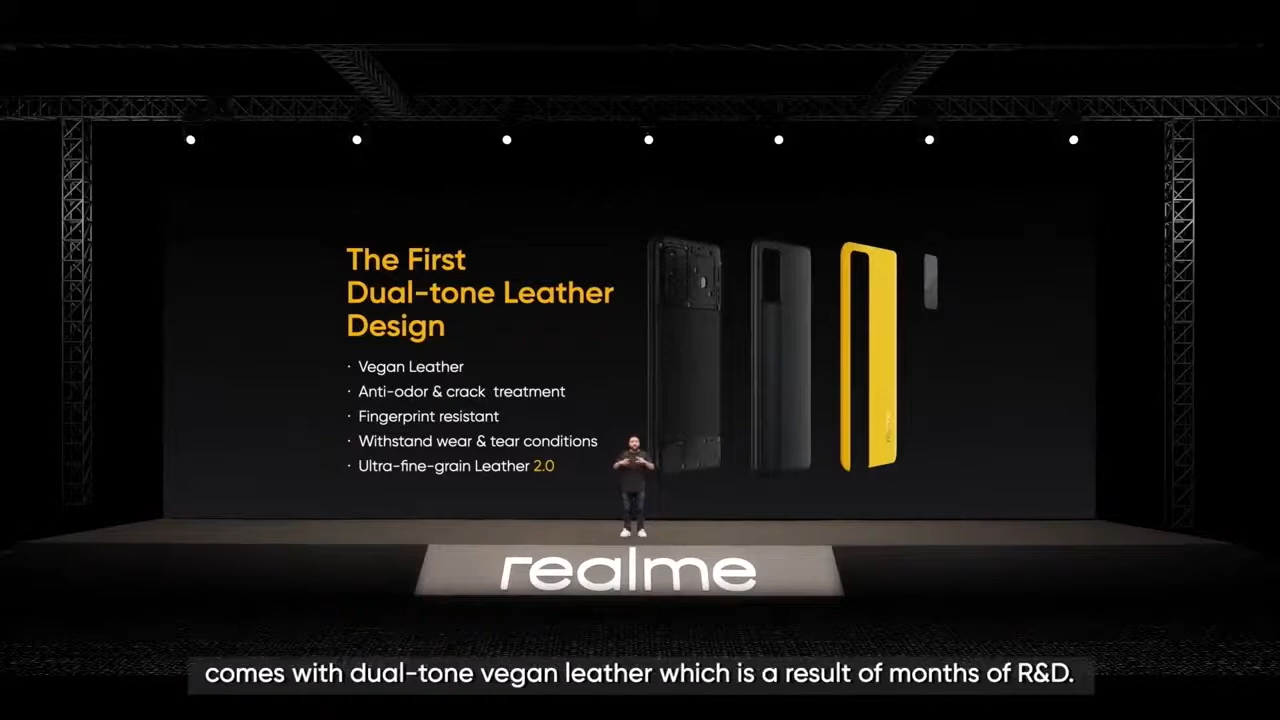 The First
Dual-tone Leather
Design
· Vegan Leather
· Anti-odor & crack treatment
· Fingerprint resistant
· Withstand wear & tear conditions
· Ultra-fine-grain Leather 2.0
realme
realme
comes with dual-tone vegan leather which is a result of months of R&D.